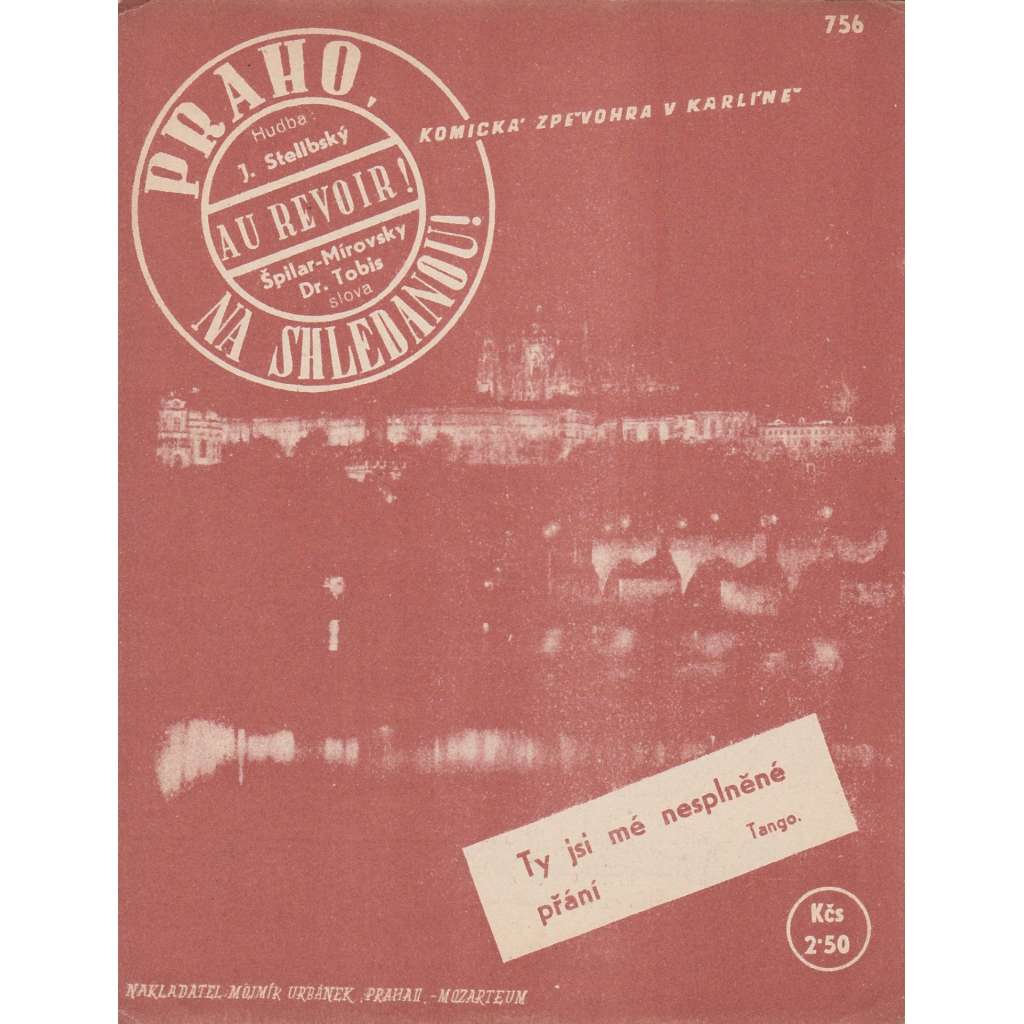 756
PRAHO,
Hudba:
J. Stelibský
AU REVOIR!
Špilar-Mírovsky
Dr. Tobis
slova
NA SHLEDANOU!
KOMICKÁ ZPĚVOHRA V KARLÍNĚ
Ty jsi mé nesplněné
přání
Tango.
Kčs
2·50
NAKLADATEL MOJMÍR URBÁNEK, PRAHA II, -MOZARTEUM